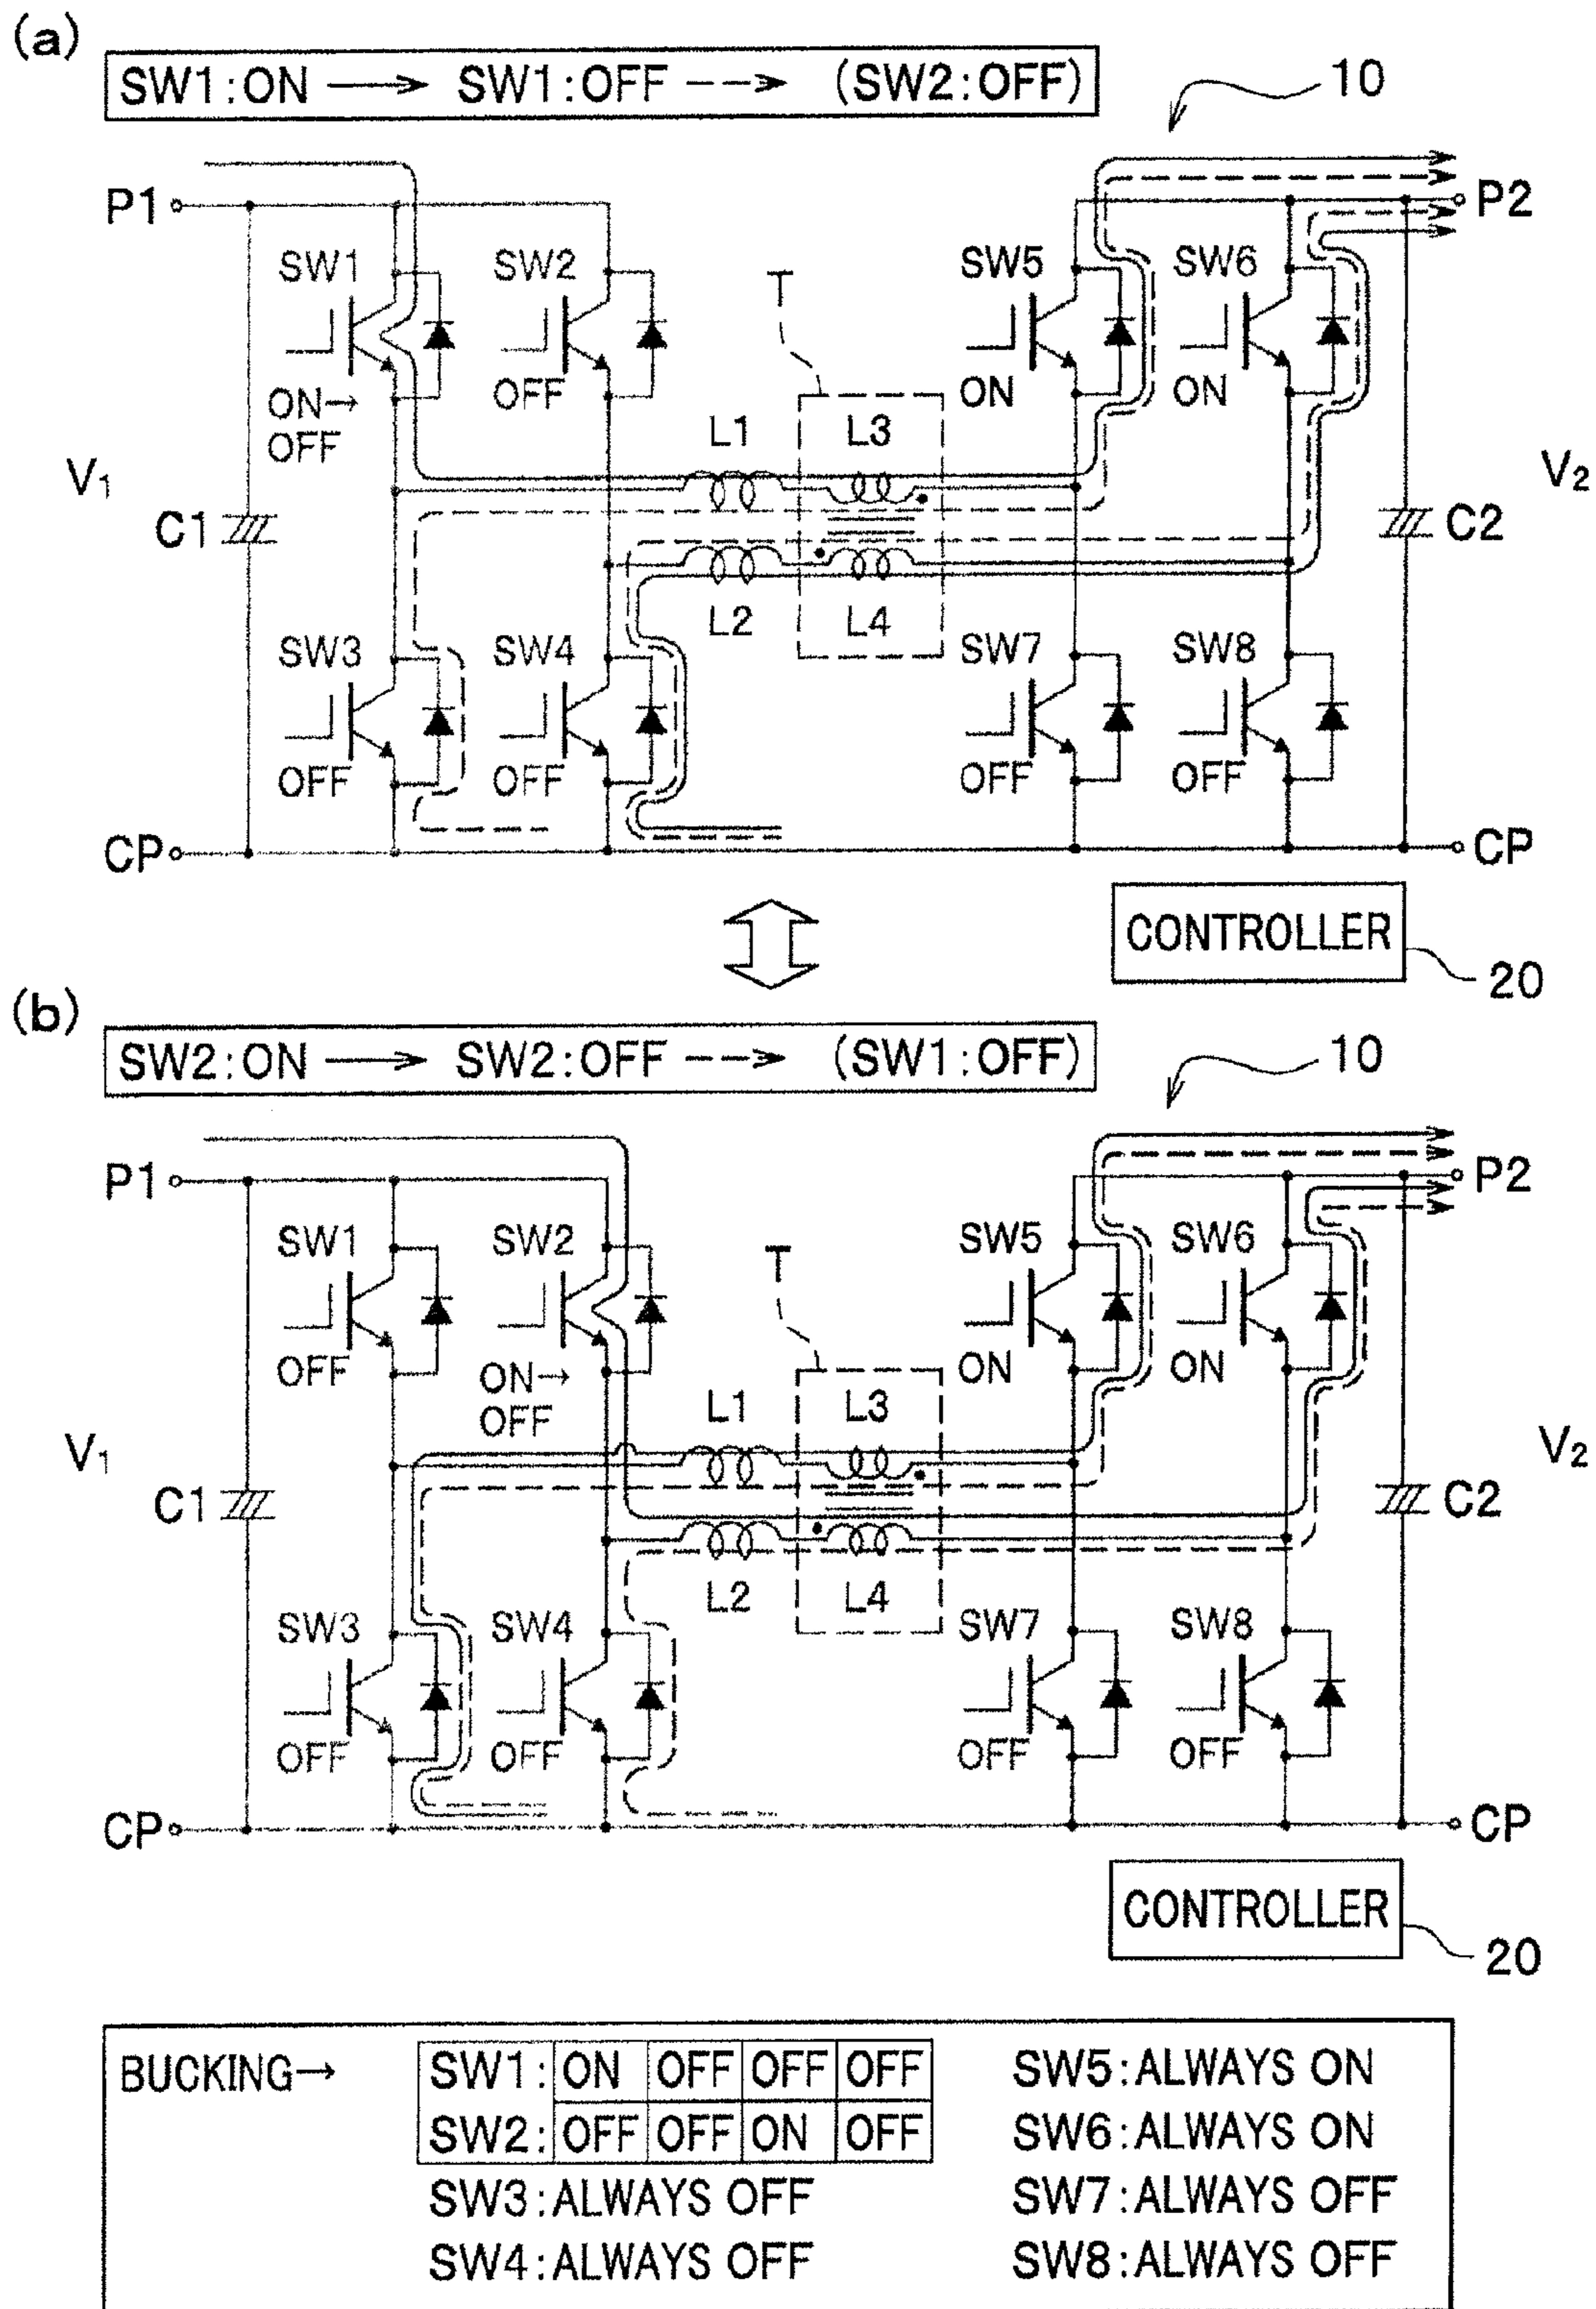 (a)
SW1:ON → SW1:OFF --→ (SW2:OFF)
10
P1
P2
SW1
SW2
T
SW5
SW6
ON→
OFF
OFF
ON
ON
L1
L3
V1
V2
C1
C2
L2
L4
SW3
SW4
SW7
SW8
OFF
OFF
OFF
OFF
CP
CP
CONTROLLER
20
(b)
SW2:ON → SW2:OFF --→ (SW1:OFF)
10
P1
P2
SW1
SW2
T
SW5
SW6
OFF
ON→
OFF
ON
ON
L1
L3
V1
V2
C1
C2
L2
L4
SW3
SW4
SW7
SW8
OFF
OFF
OFF
OFF
CP
CP
CONTROLLER
20
BUCKING→ SW1: ON OFF OFF OFF SW5:ALWAYS ON
SW2: OFF OFF ON OFF SW6:ALWAYS ON
SW3:ALWAYS OFF SW7:ALWAYS OFF
SW4:ALWAYS OFF SW8:ALWAYS OFF